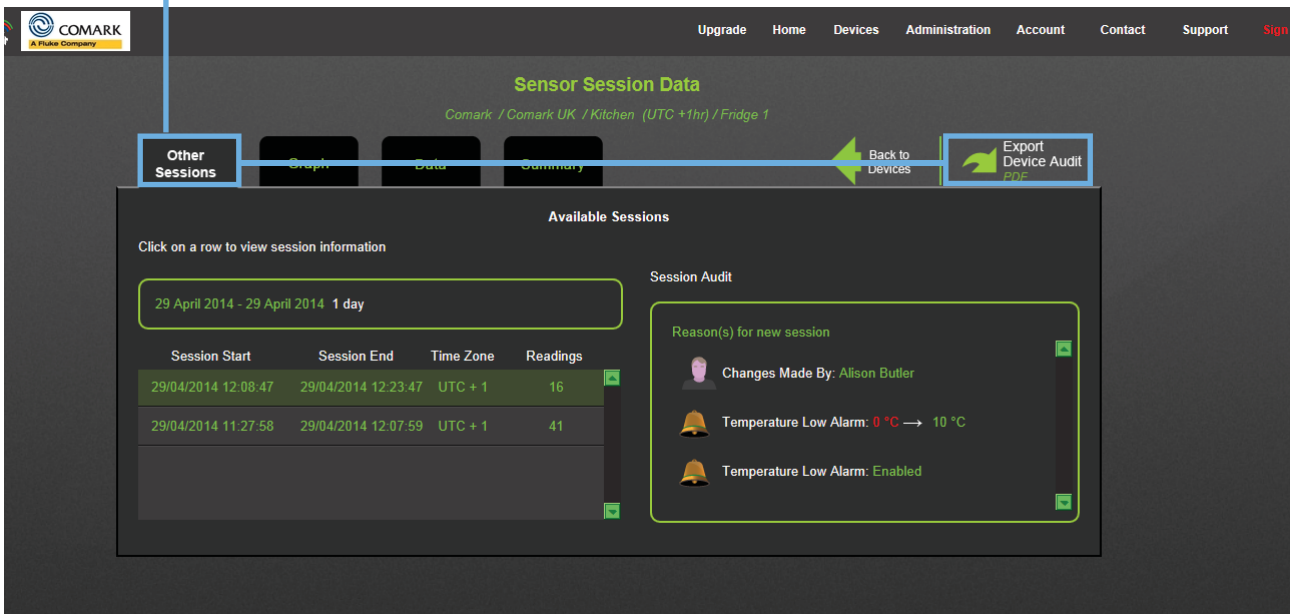 COMARK
A Fluke Company
Upgrade Home Devices Administration Account Contact Support Sign
Sensor Session Data
Comark / Comark UK / Kitchen (UTC +1hr) / Fridge 1
Other
Sessions
Graph
Data
Summary
Back to
Devices
Export
Device Audit
PDF
Available Sessions
Click on a row to view session information
29 April 2014 - 29 April 2014 1 day
Session Start Session End Time Zone Readings
29/04/2014 12:08:47 29/04/2014 12:23:47 UTC + 1 16
29/04/2014 11:27:58 29/04/2014 12:07:59 UTC + 1 41
Session Audit
Reason(s) for new session
Changes Made By: Alison Butler
Temperature Low Alarm: 0 °C → 10 °C
Temperature Low Alarm: Enabled